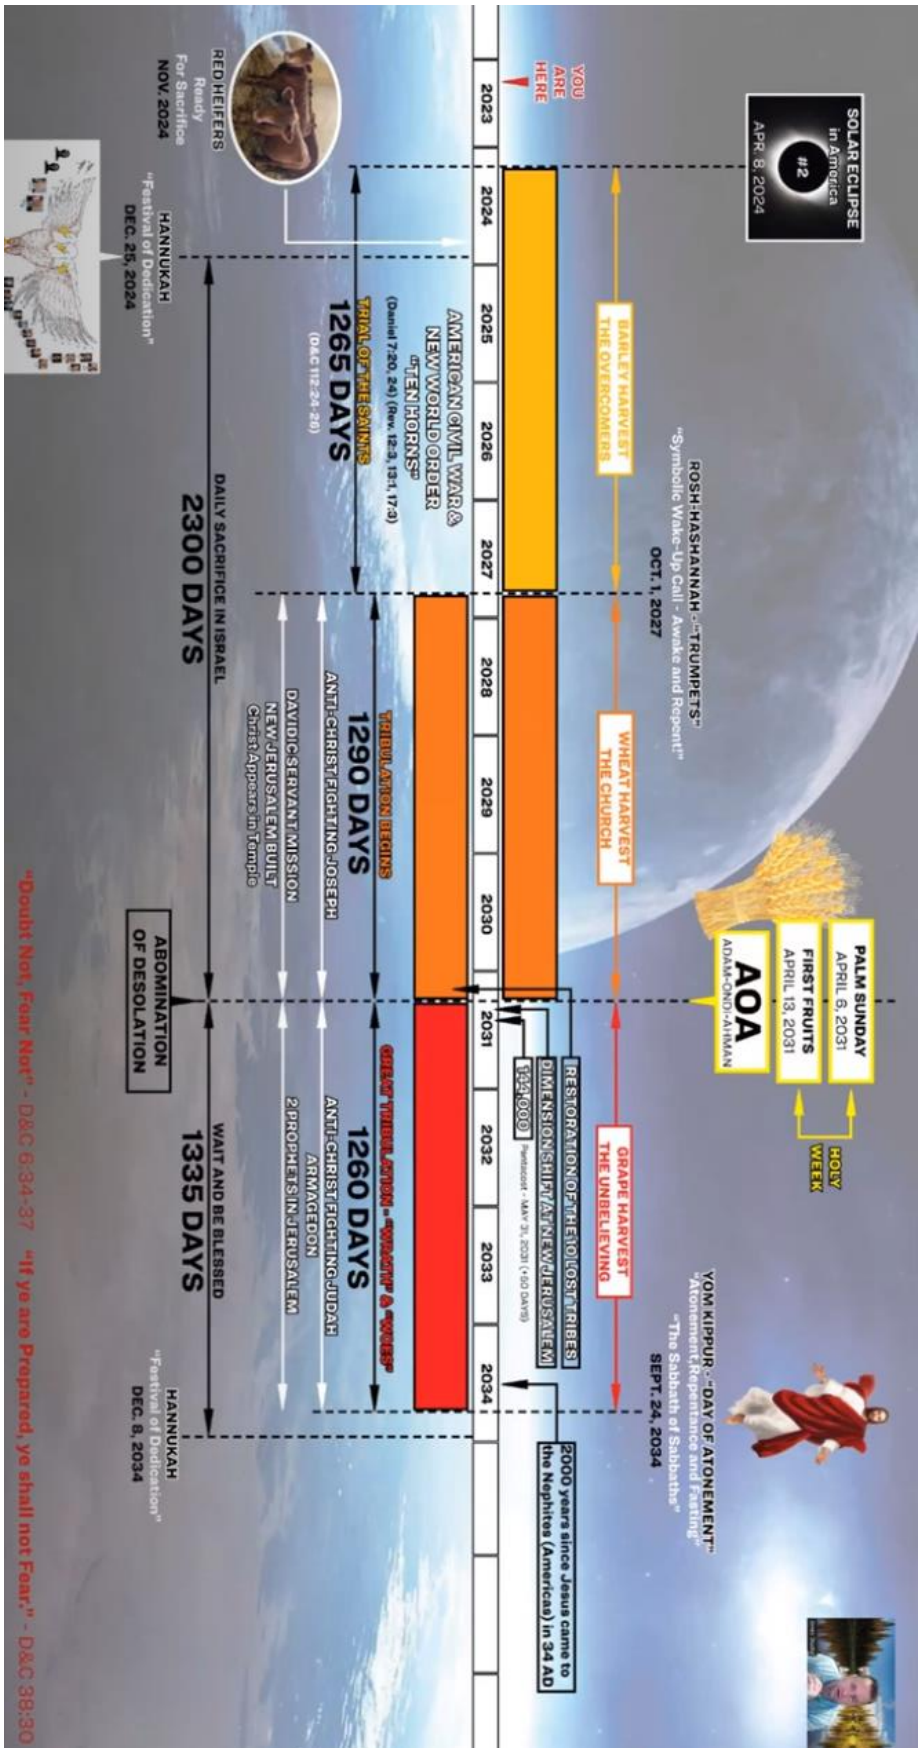 SOLAR ECLIPSE
in America
#2
APR. 8, 2024
PALM SUNDAY
APRIL 6, 2031
FIRST FRUITS
APRIL 13, 2031
HOLY
WEEK
AOA
ADAM-ONDI-AHMAN
ROSH-HASHANNAH - "TRUMPETS"
"Symbolic Wake-Up Call - Awake and Repent!"
OCT. 1, 2027
YOM KIPPUR - "DAY OF ATONEMENT"
"Atonement,Repentance and Fasting"
"The Sabbath of Sabbaths"
SEPT. 24, 2034
BARLEY HARVEST
THE OVERCOMERS
WHEAT HARVEST
THE CHURCH
GRAPE HARVEST
THE UNBELIEVING
YOU
ARE
HERE
RESTORATION OF THE 10 LOST TRIBES
DIMENSION SHIFT AT NEW JERUSALEM
144,000
Pentacost - MAY 31, 2031 (+50 DAYS)
2000 years since Jesus came to
the Nephites (Americas) in 34 AD
2023
2024
2025
2026
2027
2028
2029
2030
2031
2032
2033
2034
AMERICAN CIVIL WAR &
NEW WORLD ORDER
"TEN HORNS"
(Daniel 7:20, 24) (Rev. 12:3, 13:1, 17:3)
TRIAL OF THE SAINTS
1265 DAYS
(D&C 112:24-26)
TRIBULATION BEGINS
1290 DAYS
ANTI-CHRIST FIGHTING JOSEPH
DAVIDIC SERVANT MISSION
NEW JERUSALEM BUILT
Christ Appears in Temple
GREAT TRIBULATION - "WRATH" & "WOES"
1260 DAYS
ANTI-CHRIST FIGHTING JUDAH
ARMAGEDON
2 PROPHETS IN JERUSALEM
RED HEIFERS
Ready
For Sacrifice
NOV. 2024
HANNUKAH
"Festival of Dedication"
DEC. 25, 2024
DAILY SACRIFICE IN ISRAEL
2300 DAYS
ABOMINATION
OF DESOLATION
WAIT AND BE BLESSED
1335 DAYS
HANNUKAH
"Festival of Dedication"
DEC. 8, 2034
"Doubt Not, Fear Not" - D&C 6:34-37 "If ye are Prepared, ye shall not Fear." - D&C 38:30